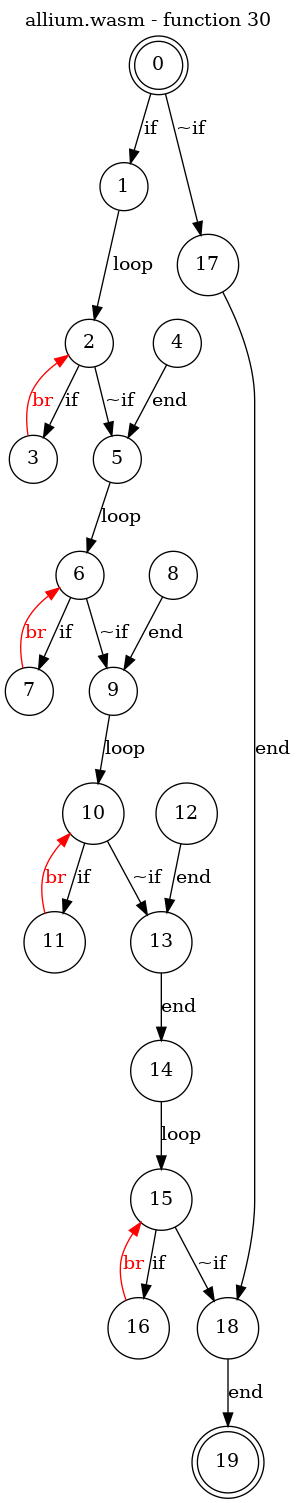 allium.wasm - function 30
0
if
~if
1
17
loop
2
4
br
if
~if
end
3
5
loop
6
8
br
if
~if
end
7
9
loop
10
12
br
if
~if
end
11
13
end
end
14
loop
15
br
if
~if
16
18
end
19